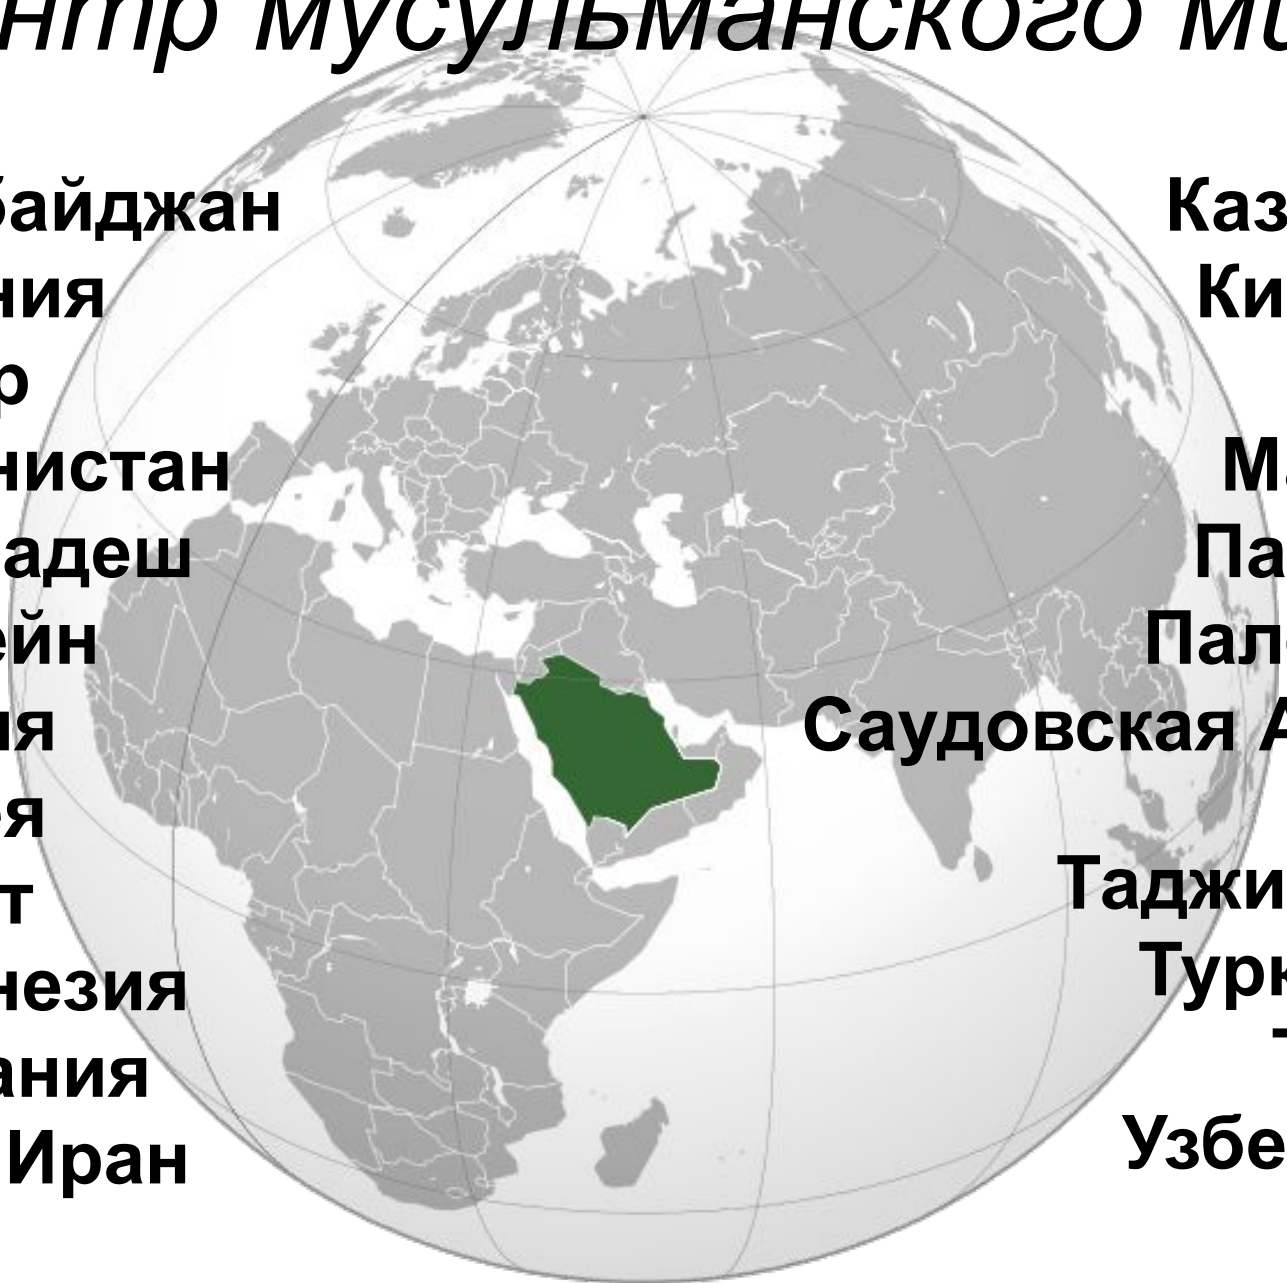 нтр мусульманского ми
байджан
ния
р
нистан
адеш
ейн
ия
ея
т
незия
ания
Иран
Каз
Ки
Ма
Па
Пал
Саудовская А
Таджи
Турк
Узбе